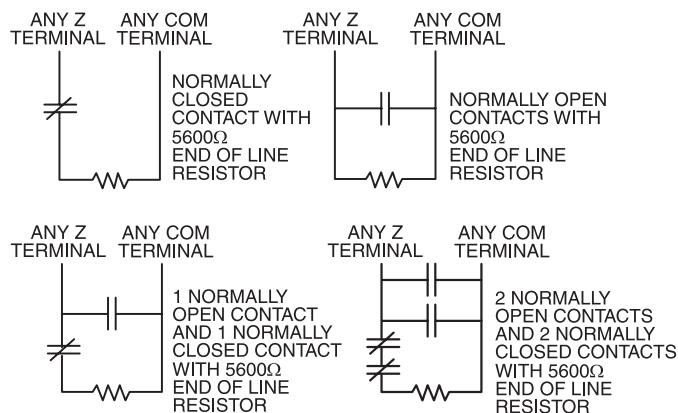 ANY Z
TERMINAL
ANY COM
TERMINAL
NORMALLY
CLOSED
CONTACT WITH
5600Ω
END OF LINE
RESISTOR
ANY Z
TERMINAL
ANY COM
TERMINAL
NORMALLY OPEN
CONTACTS WITH
5600Ω
END OF LINE
RESISTOR
ANY Z
TERMINAL
ANY COM
TERMINAL
1 NORMALLY
OPEN CONTACT
AND 1 NORMALLY
CLOSED CONTACT
WITH 5600Ω
END OF LINE
RESISTOR
ANY Z
TERMINAL
ANY COM
TERMINAL
2 NORMALLY
OPEN CONTACTS
AND 2 NORMALLY
CLOSED CONTACTS
WITH 5600Ω
END OF LINE
RESISTOR